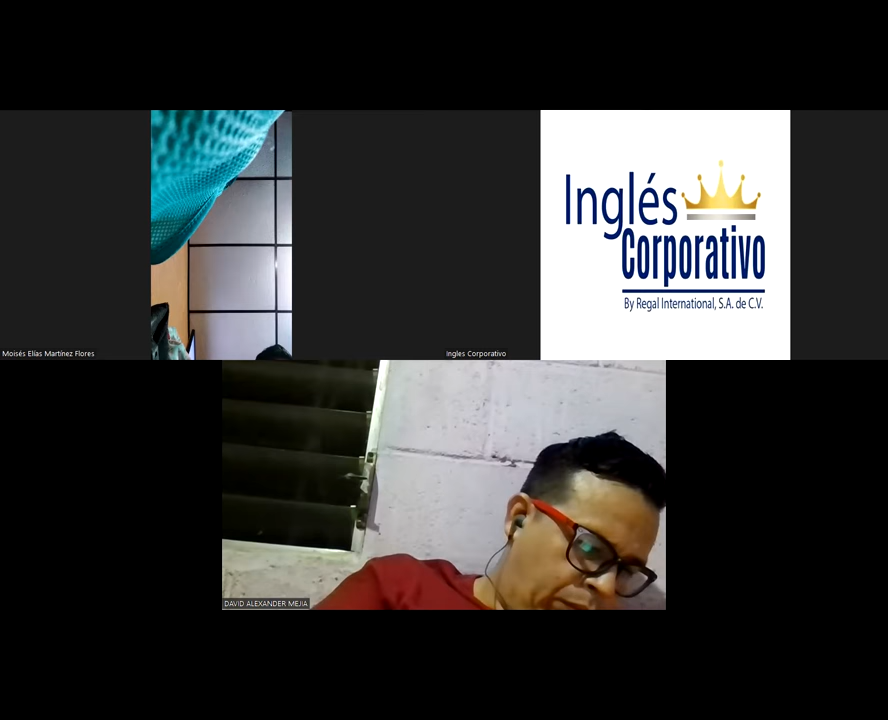 Inglés
Corporativo
By Regal International, S.A. de C.V.
Moisés Elías Martínez Flores
Ingles Corporativo
DAVID ALEXANDER MEJIA